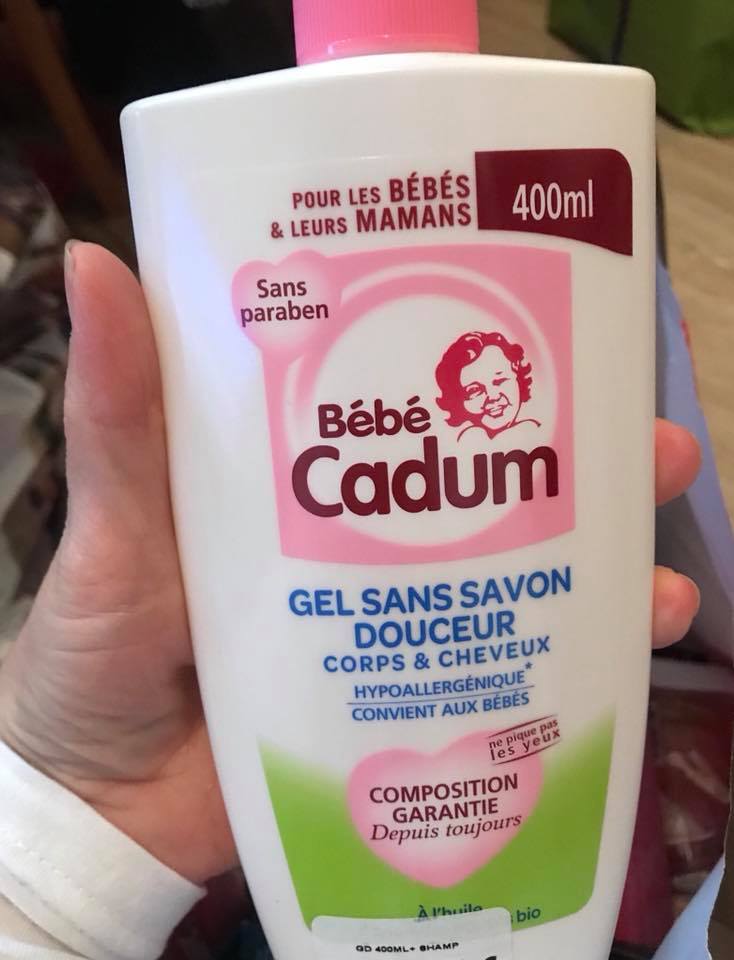 POUR LES BÉBÉS
& LEURS MAMANS
400ml
Sans
paraben
Bébé
Cadum
GEL SANS SAVON
DOUCEUR
CORPS & CHEVEUX
HYPOALLERGÉNIQUE*
CONVIENT AUX BÉBÉS
ne pique pas
les yeux
COMPOSITION
GARANTIE
Depuis toujours
À l'huile
bio
GD 400ML+ SHAMP